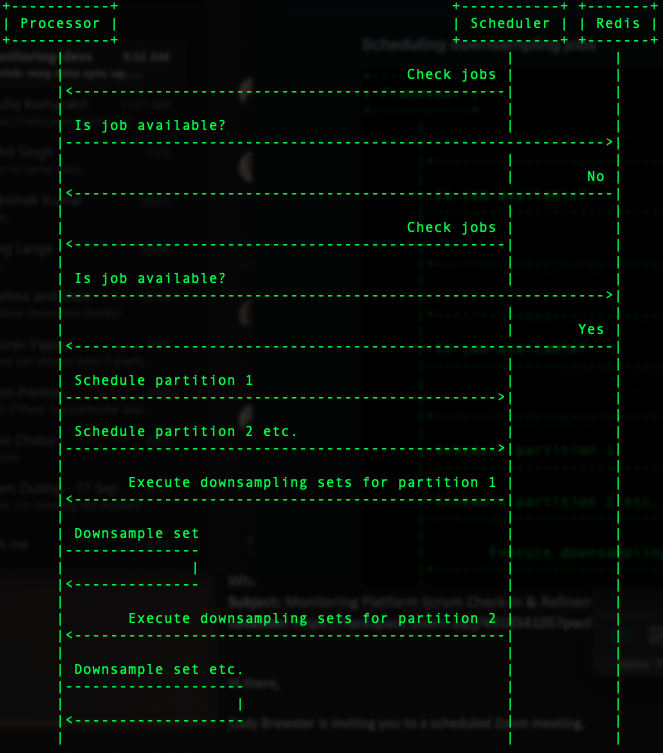 Processor Scheduler Redis
Check jobs
Is job available?
No
Check jobs
Is job available?
Yes
Schedule partition 1
Schedule partition 2 etc.
Execute downsampling sets for partition 1
Downsample set
Execute downsampling sets for partition 2
Downsample set etc.